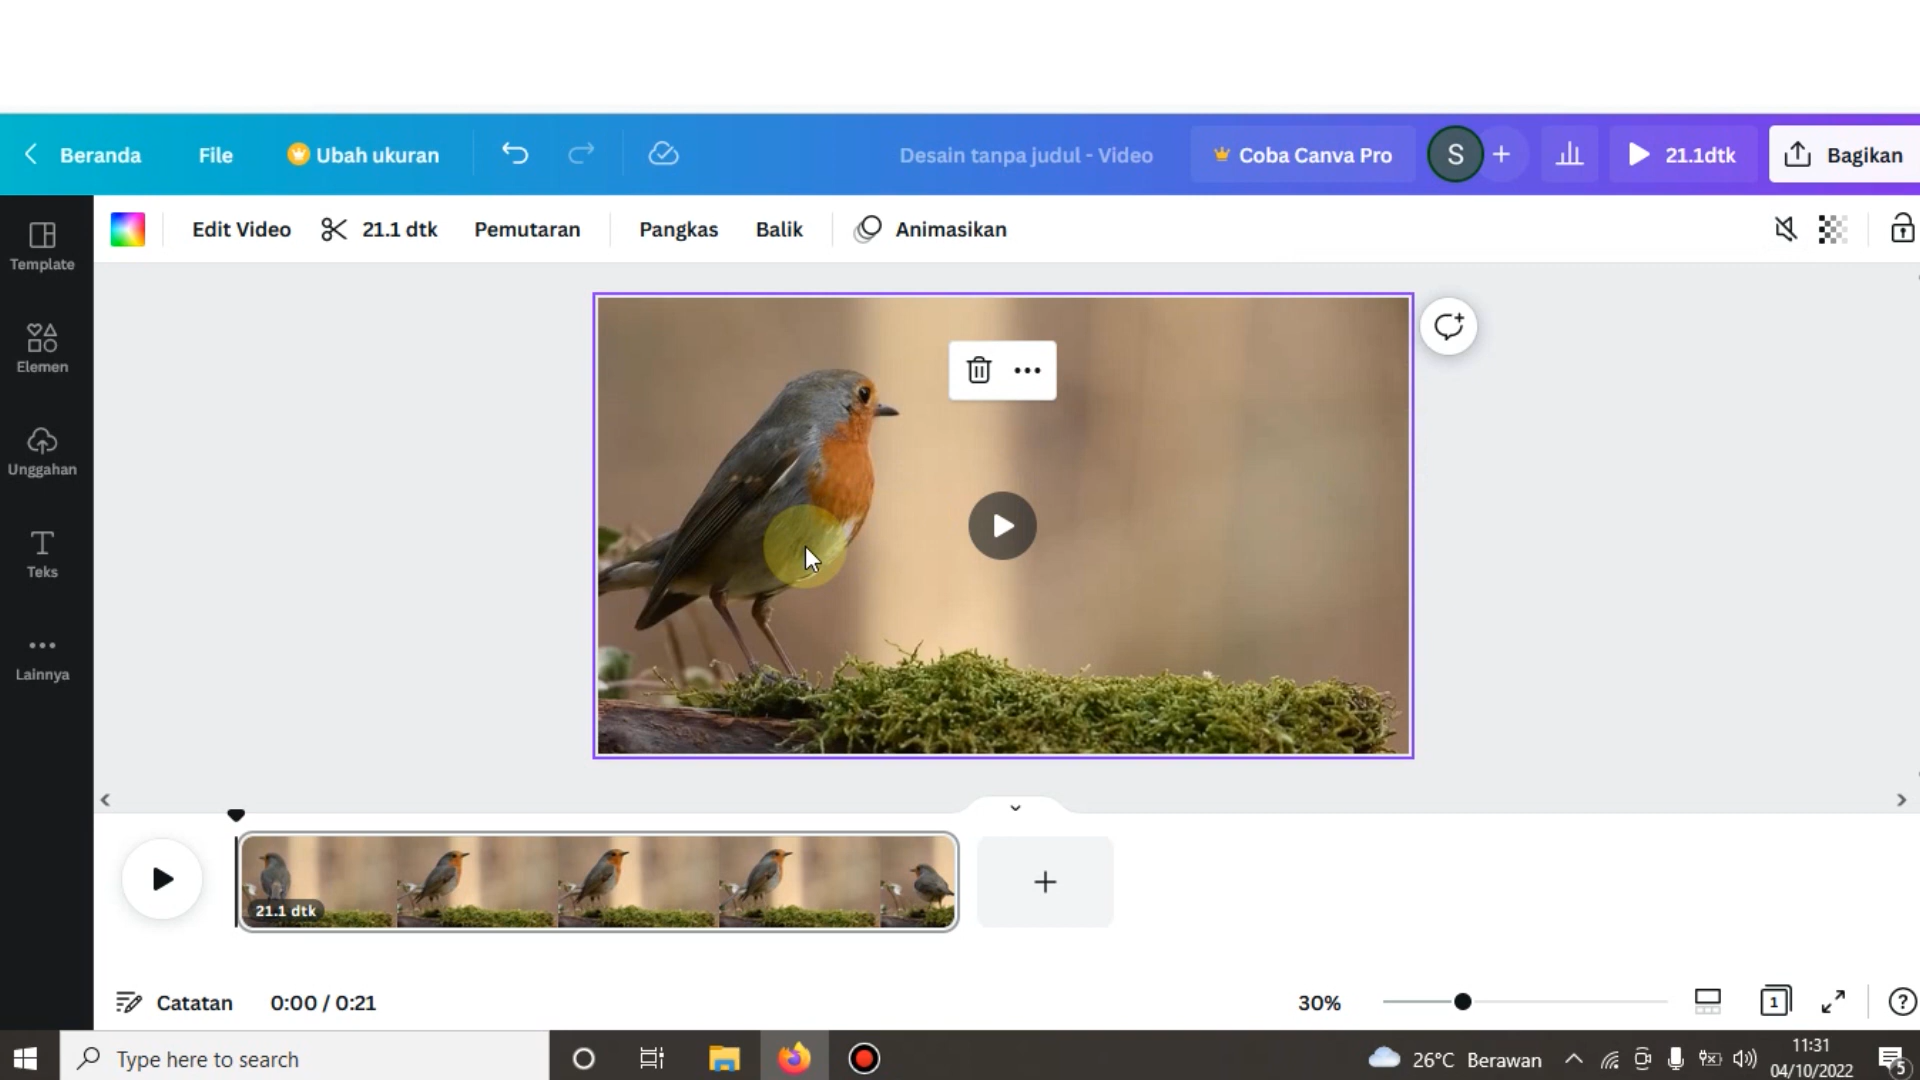 Beranda File Ubah ukuran Desain tanpa judul - Video Coba Canva Pro S + 21.1dtk Bagikan
Edit Video 21.1 dtk Pemutaran Pangkas Balik Animasikan
Template
Elemen
Unggahan
Teks
Lainnya
21.1 dtk
Catatan 0:00 / 0:21 30% 1 ?
Type here to search 26°C Berawan 11:31
04/10/2022 5